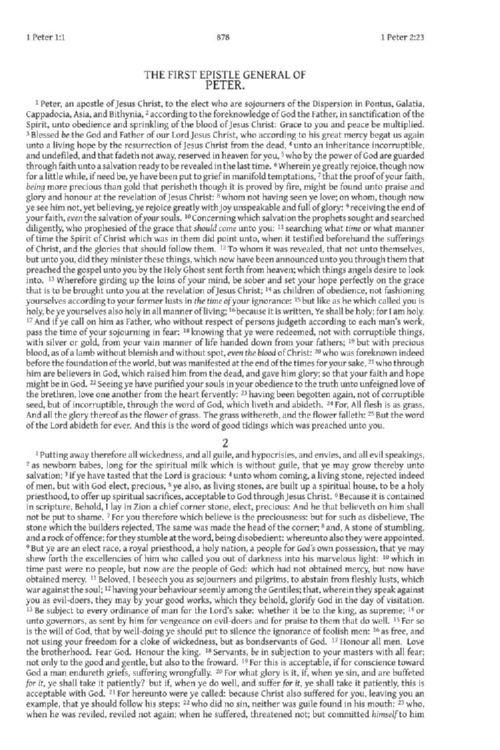 1 Peter 1:1 878 1 Peter 2:23
THE FIRST EPISTLE GENERAL OF
PETER.
1 Peter, an apostle of Jesus Christ, to the elect who are sojourners of the Dispersion in Pontus, Galatia,
Cappadocia, Asia, and Bithynia, 2 according to the foreknowledge of God the Father, in sanctification of the
Spirit, unto obedience and sprinkling of the blood of Jesus Christ: Grace to you and peace be multiplied.
3 Blessed be the God and Father of our Lord Jesus Christ, who according to his great mercy begat us again
unto a living hope by the resurrection of Jesus Christ from the dead, 4 unto an inheritance incorruptible,
and undefiled, and that fadeth not away, reserved in heaven for you, 5 who by the power of God are guarded
through faith unto a salvation ready to be revealed in the last time. 6 Wherein ye greatly rejoice, though now
for a little while, if need be, ye have been put to grief in manifold temptations, 7 that the proof of your faith,
being more precious than gold that perisheth though it is proved by fire, might be found unto praise and
glory and honour at the revelation of Jesus Christ: 8 whom not having seen ye love; on whom, though now
ye see him not, yet believing, ye rejoice greatly with joy unspeakable and full of glory: 9 receiving the end of
your faith, even the salvation of your souls. 10 Concerning which salvation the prophets sought and searched
diligently, who prophesied of the grace that should come unto you: 11 searching what time or what manner
of time the Spirit of Christ which was in them did point unto, when it testified beforehand the sufferings
of Christ, and the glories that should follow them. 12 To whom it was revealed, that not unto themselves,
but unto you, did they minister these things, which now have been announced unto you through them that
preached the gospel unto you by the Holy Ghost sent forth from heaven; which things angels desire to look
into. 13 Wherefore girding up the loins of your mind, be sober and set your hope perfectly on the grace
that is to be brought unto you at the revelation of Jesus Christ; 14 as children of obedience, not fashioning
yourselves according to your former lusts in the time of your ignorance: 15 but like as he which called you is
holy, be ye yourselves also holy in all manner of living; 16 because it is written, Ye shall be holy; for I am holy.
17 And if ye call on him as Father, who without respect of persons judgeth according to each man's work,
pass the time of your sojourning in fear: 18 knowing that ye were redeemed, not with corruptible things,
with silver or gold, from your vain manner of life handed down from your fathers; 19 but with precious
blood, as of a lamb without blemish and without spot, even the blood of Christ: 20 who was foreknown indeed
before the foundation of the world, but was manifested at the end of the times for your sake, 21 who through
him are believers in God, which raised him from the dead, and gave him glory; so that your faith and hope
might be in God. 22 Seeing ye have purified your souls in your obedience to the truth unto unfeigned love of
the brethren, love one another from the heart fervently: 23 having been begotten again, not of corruptible
seed, but of incorruptible, through the word of God, which liveth and abideth. 24 For, All flesh is as grass,
And all the glory thereof as the flower of grass. The grass withereth, and the flower falleth: 25 But the word
of the Lord abideth for ever. And this is the word of good tidings which was preached unto you.
2
1 Putting away therefore all wickedness, and all guile, and hypocrisies, and envies, and all evil speakings,
2 as newborn babes, long for the spiritual milk which is without guile, that ye may grow thereby unto
salvation; 3 if ye have tasted that the Lord is gracious: 4 unto whom coming, a living stone, rejected indeed
of men, but with God elect, precious, 5 ye also, as living stones, are built up a spiritual house, to be a holy
priesthood, to offer up spiritual sacrifices, acceptable to God through Jesus Christ. 6 Because it is contained
in scripture, Behold, I lay in Zion a chief corner stone, elect, precious: And he that believeth on him shall
not be put to shame. 7 For you therefore which believe is the preciousness: but for such as disbelieve, The
stone which the builders rejected, The same was made the head of the corner; 8 and, A stone of stumbling,
and a rock of offence; for they stumble at the word, being disobedient: whereunto also they were appointed.
9 But ye are an elect race, a royal priesthood, a holy nation, a people for God's own possession, that ye may
shew forth the excellencies of him who called you out of darkness into his marvelous light: 10 which in
time past were no people, but now are the people of God: which had not obtained mercy, but now have
obtained mercy. 11 Beloved, I beseech you as sojourners and pilgrims, to abstain from fleshly lusts, which
war against the soul; 12 having your behaviour seemly among the Gentiles; that, wherein they speak against
you as evil-doers, they may by your good works, which they behold, glorify God in the day of visitation.
13 Be subject to every ordinance of man for the Lord's sake: whether it be to the king, as supreme; 14 or
unto governors, as sent by him for vengeance on evil-doers and for praise to them that do well. 15 For so
is the will of God, that by well-doing ye should put to silence the ignorance of foolish men: 16 as free, and
not using your freedom for a cloke of wickedness, but as bondservants of God. 17 Honour all men. Love
the brotherhood. Fear God. Honour the king. 18 Servants, be in subjection to your masters with all fear;
not only to the good and gentle, but also to the froward. 19 For this is acceptable, if for conscience toward
God a man endureth griefs, suffering wrongfully. 20 For what glory is it, if, when ye sin, and are buffeted
for it, ye shall take it patiently? but if, when ye do well, and suffer for it, ye shall take it patiently, this is
acceptable with God. 21 For hereunto were ye called: because Christ also suffered for you, leaving you an
example, that ye should follow his steps: 22 who did no sin, neither was guile found in his mouth: 23 who,
when he was reviled, reviled not again; when he suffered, threatened not; but committed himself to him